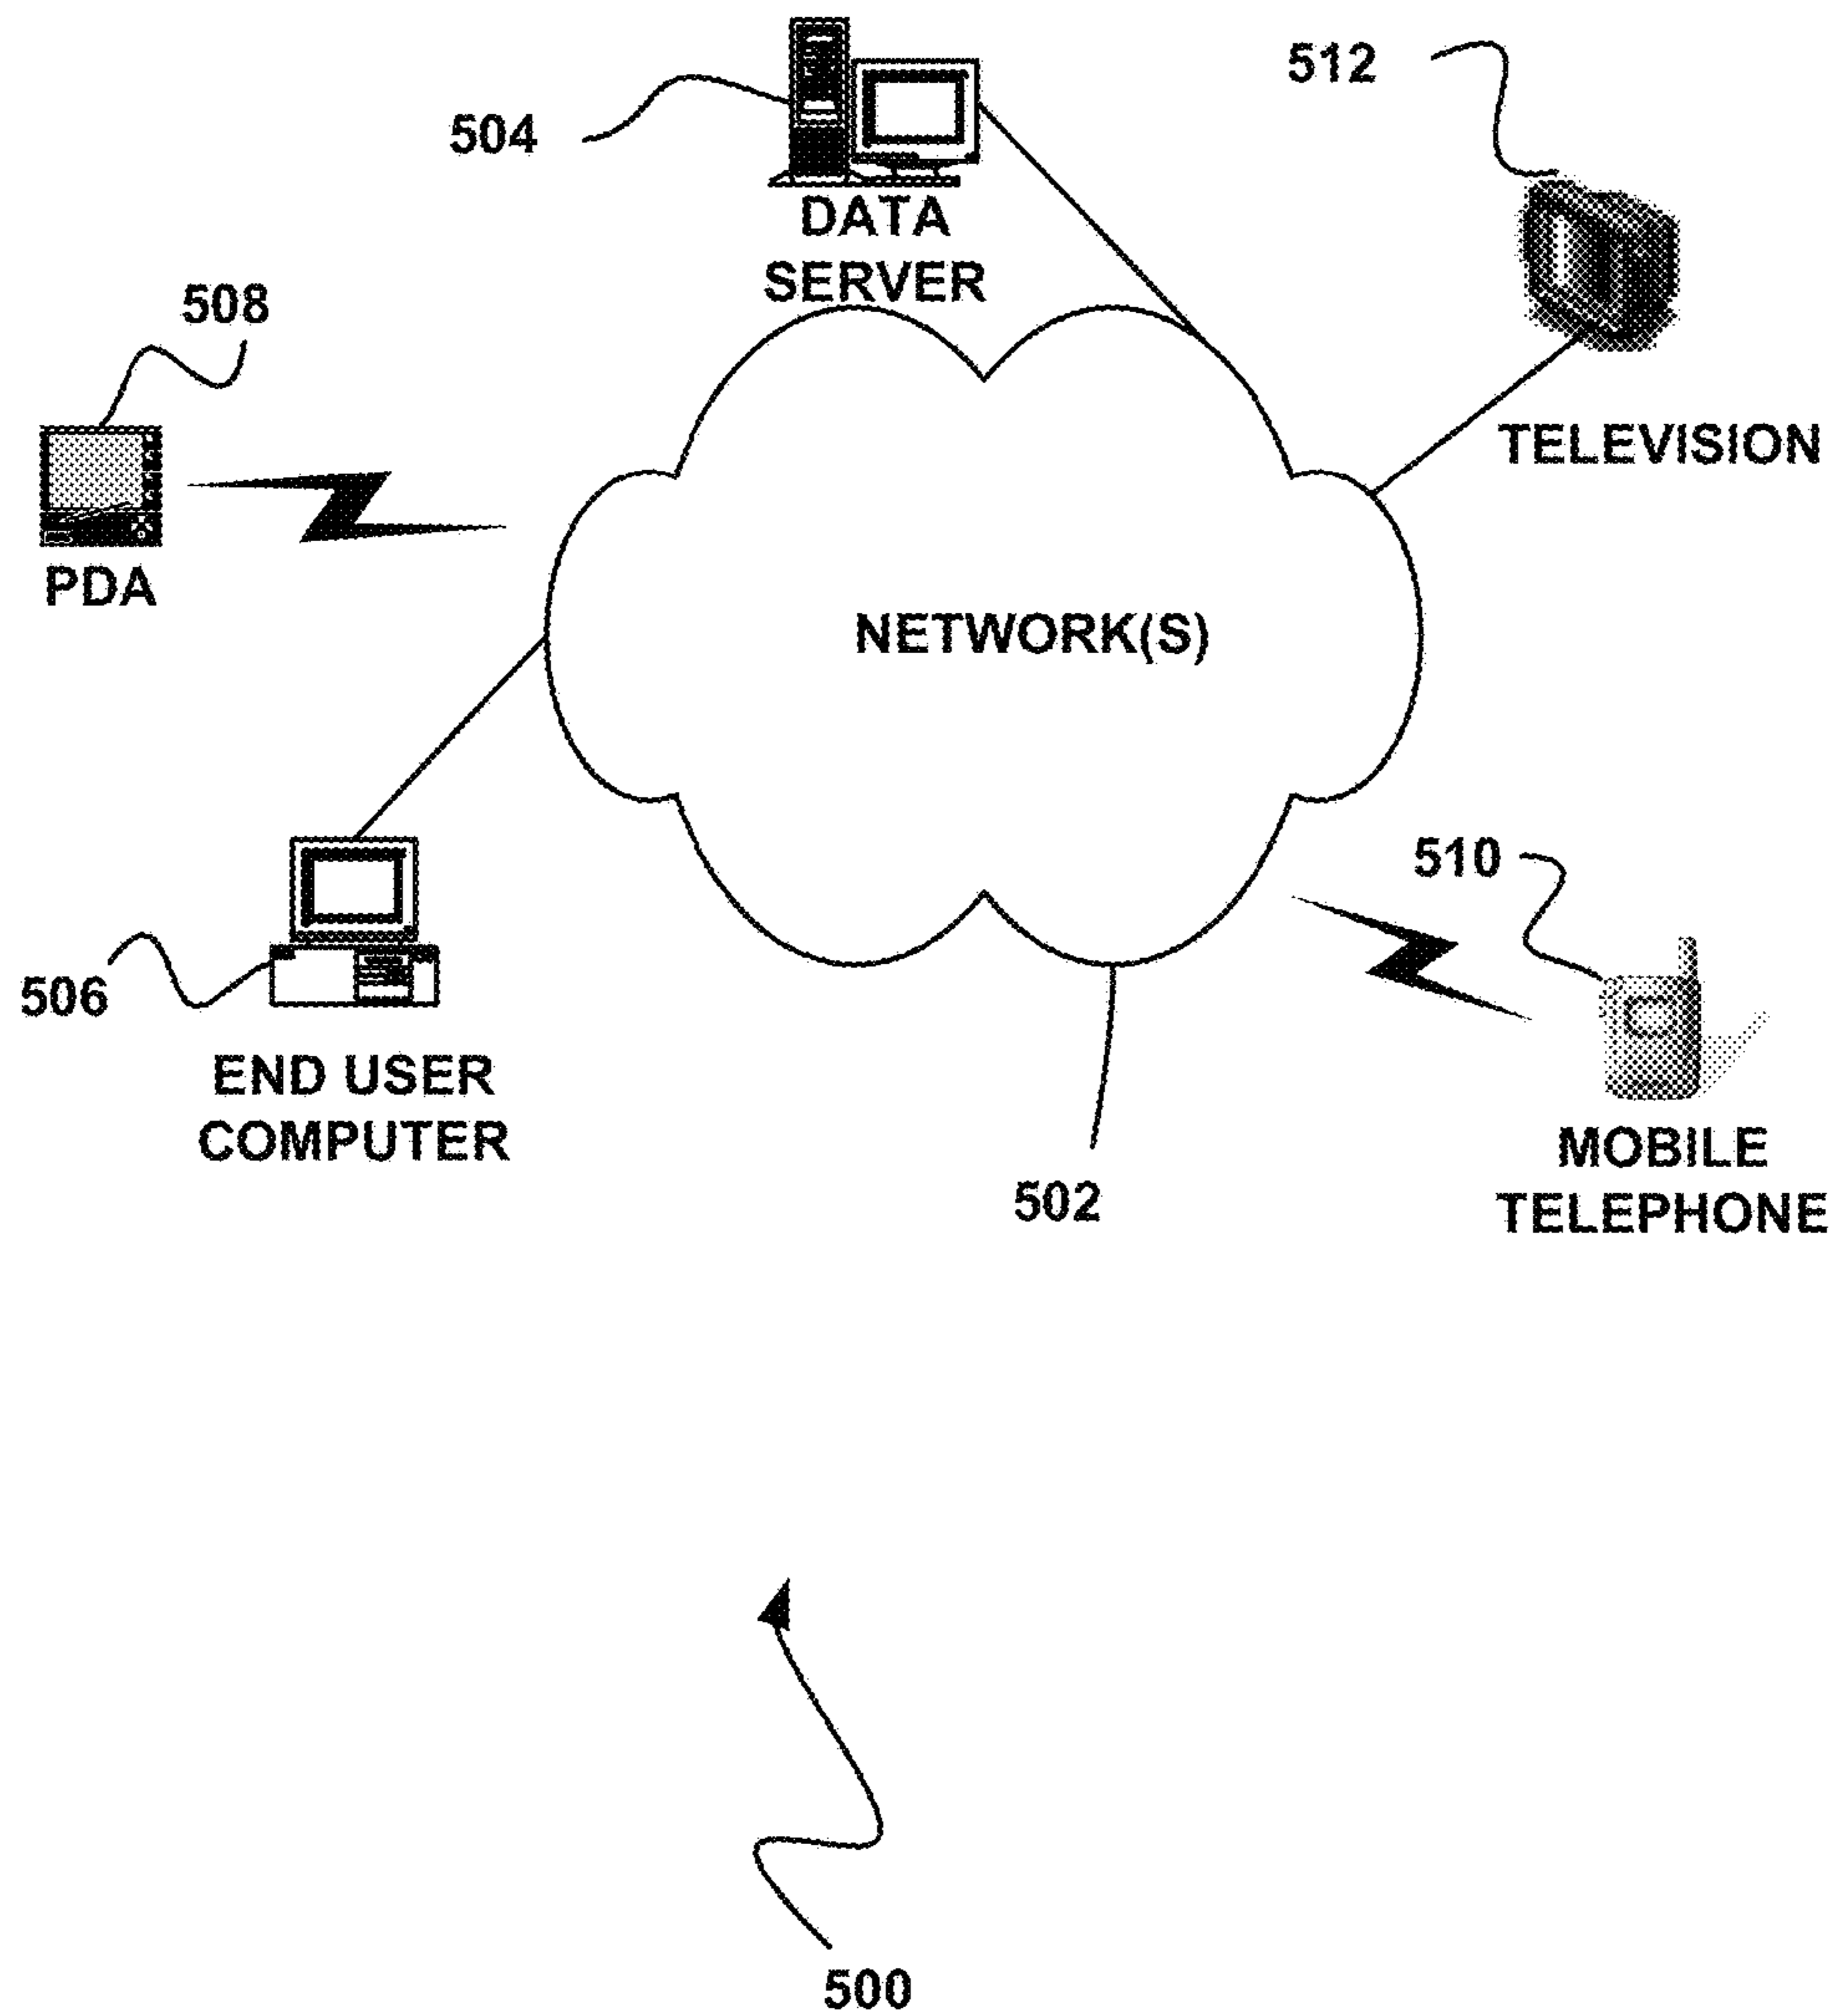 512
504
DATA
SERVER
508
TELEVISION
PDA
NETWORK(S)
510
506
END USER
COMPUTER
MOBILE
TELEPHONE
502
500